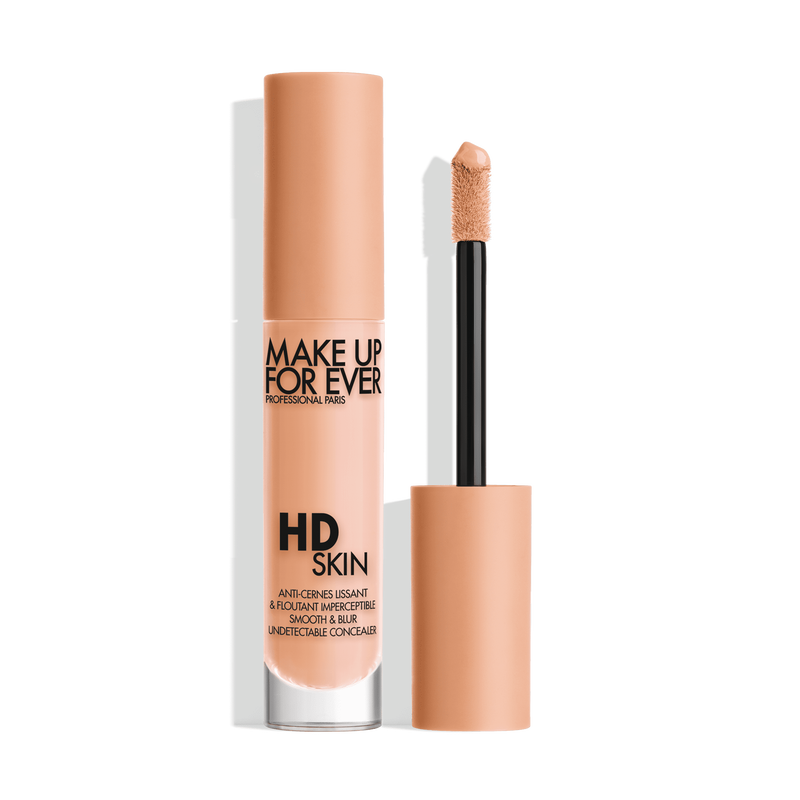 MAKE UP
FOR EVER
PROFESSIONAL PARIS
HD
SKIN
ANTI-CERNES LISSANT
& FLOUTANT IMPERCEPTIBLE
SMOOTH & BLUR
UNDETECTABLE CONCEALER